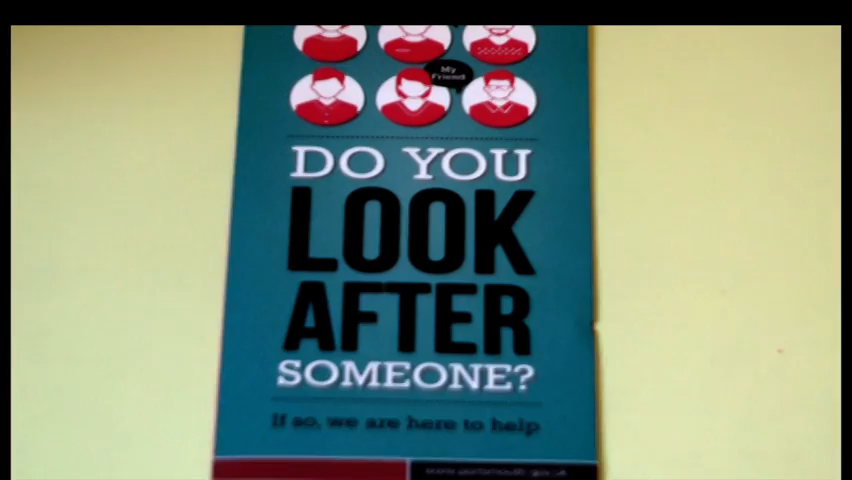 My
Friend
DO YOU
LOOK
AFTER
SOMEONE?
If so, we are here to help